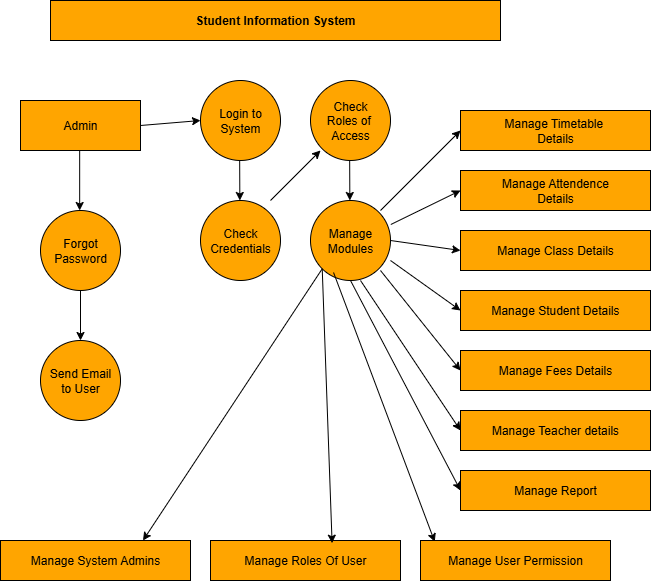 Student Information System
Admin
Login to
System
Check
Roles of
Access
Manage Timetable
Details
Manage Attendence
Details
Forgot
Password
Check
Credentials
Manage
Modules
Manage Class Details
Manage Student Details
Send Email
to User
Manage Fees Details
Manage Teacher details
Manage Report
Manage System Admins
Manage Roles Of User
Manage User Permission